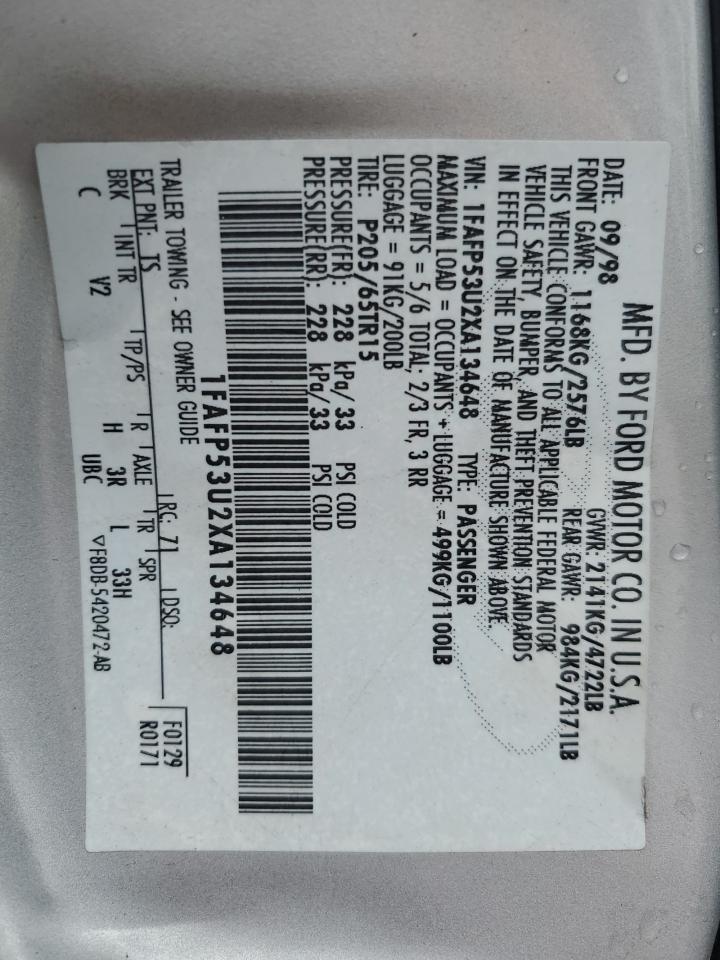 MFD. BY FORD MOTOR CO. IN U.S.A.
DATE: 09/98 GVWR: 2141KG/4722LB
FRONT GAWR: 1168KG/2576LB REAR GAWR: 984KG/2171LB
THIS VEHICLE CONFORMS TO ALL APPLICABLE FEDERAL MOTOR
VEHICLE SAFETY, BUMPER, AND THEFT PREVENTION STANDARDS
IN EFFECT ON THE DATE OF MANUFACTURE SHOWN ABOVE.
VIN: 1FAFP53U2XA134648 TYPE: PASSENGER
MAXIMUM LOAD = OCCUPANTS + LUGGAGE = 499KG/1100LB
OCCUPANTS = 5/6 TOTAL; 2/3 FR, 3 RR
LUGGAGE = 91KG/200LB
TIRE: P205/65TR15
PRESSURE(FR): 228 kPa/33 PSI COLD
PRESSURE(RR): 228 kPa/33 PSI COLD
1FAFP53U2XA134648
TRAILER TOWING - SEE OWNER GUIDE
F0129
R0171
EXT PNT: TS RC: 71 DSO:
BRK INT TR TP/PS R AXLE TR SPR
C V2 H 3R L 33H
UBC ▽F8DB-5420472-AB